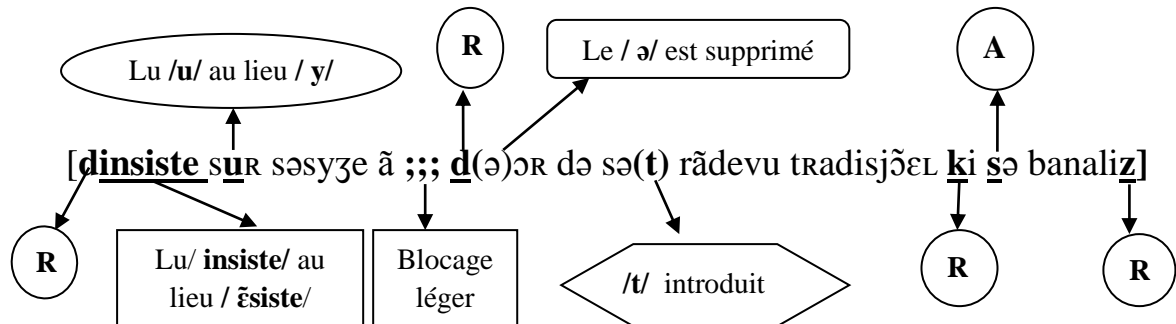 R
A
Lu /u/ au lieu / y/
Le / ə/ est supprimé
[dinsiste suʀ səsyʒe ã ;;; d(ə)ɔʀ də sə(t) rãdevu tʀadisjɔ̃ɛʟ ki sə banaliz]
R
Lu/ insiste/ au
lieu / ɛ̃siste/
Blocage
léger
/t/ introduit
R
R